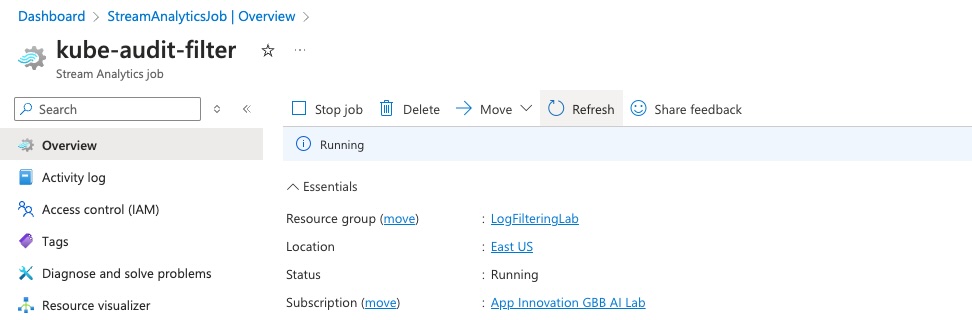 Dashboard > StreamAnalyticsJob | Overview >
kube-audit-filter
Stream Analytics job
Search
Stop job Delete Move Refresh Share feedback
Running
Overview
Activity log
Access control (IAM)
Tags
Diagnose and solve problems
Resource visualizer
Essentials
Resource group (move) : LogFilteringLab
Location : East US
Status : Running
Subscription (move) : App Innovation GBB AI Lab